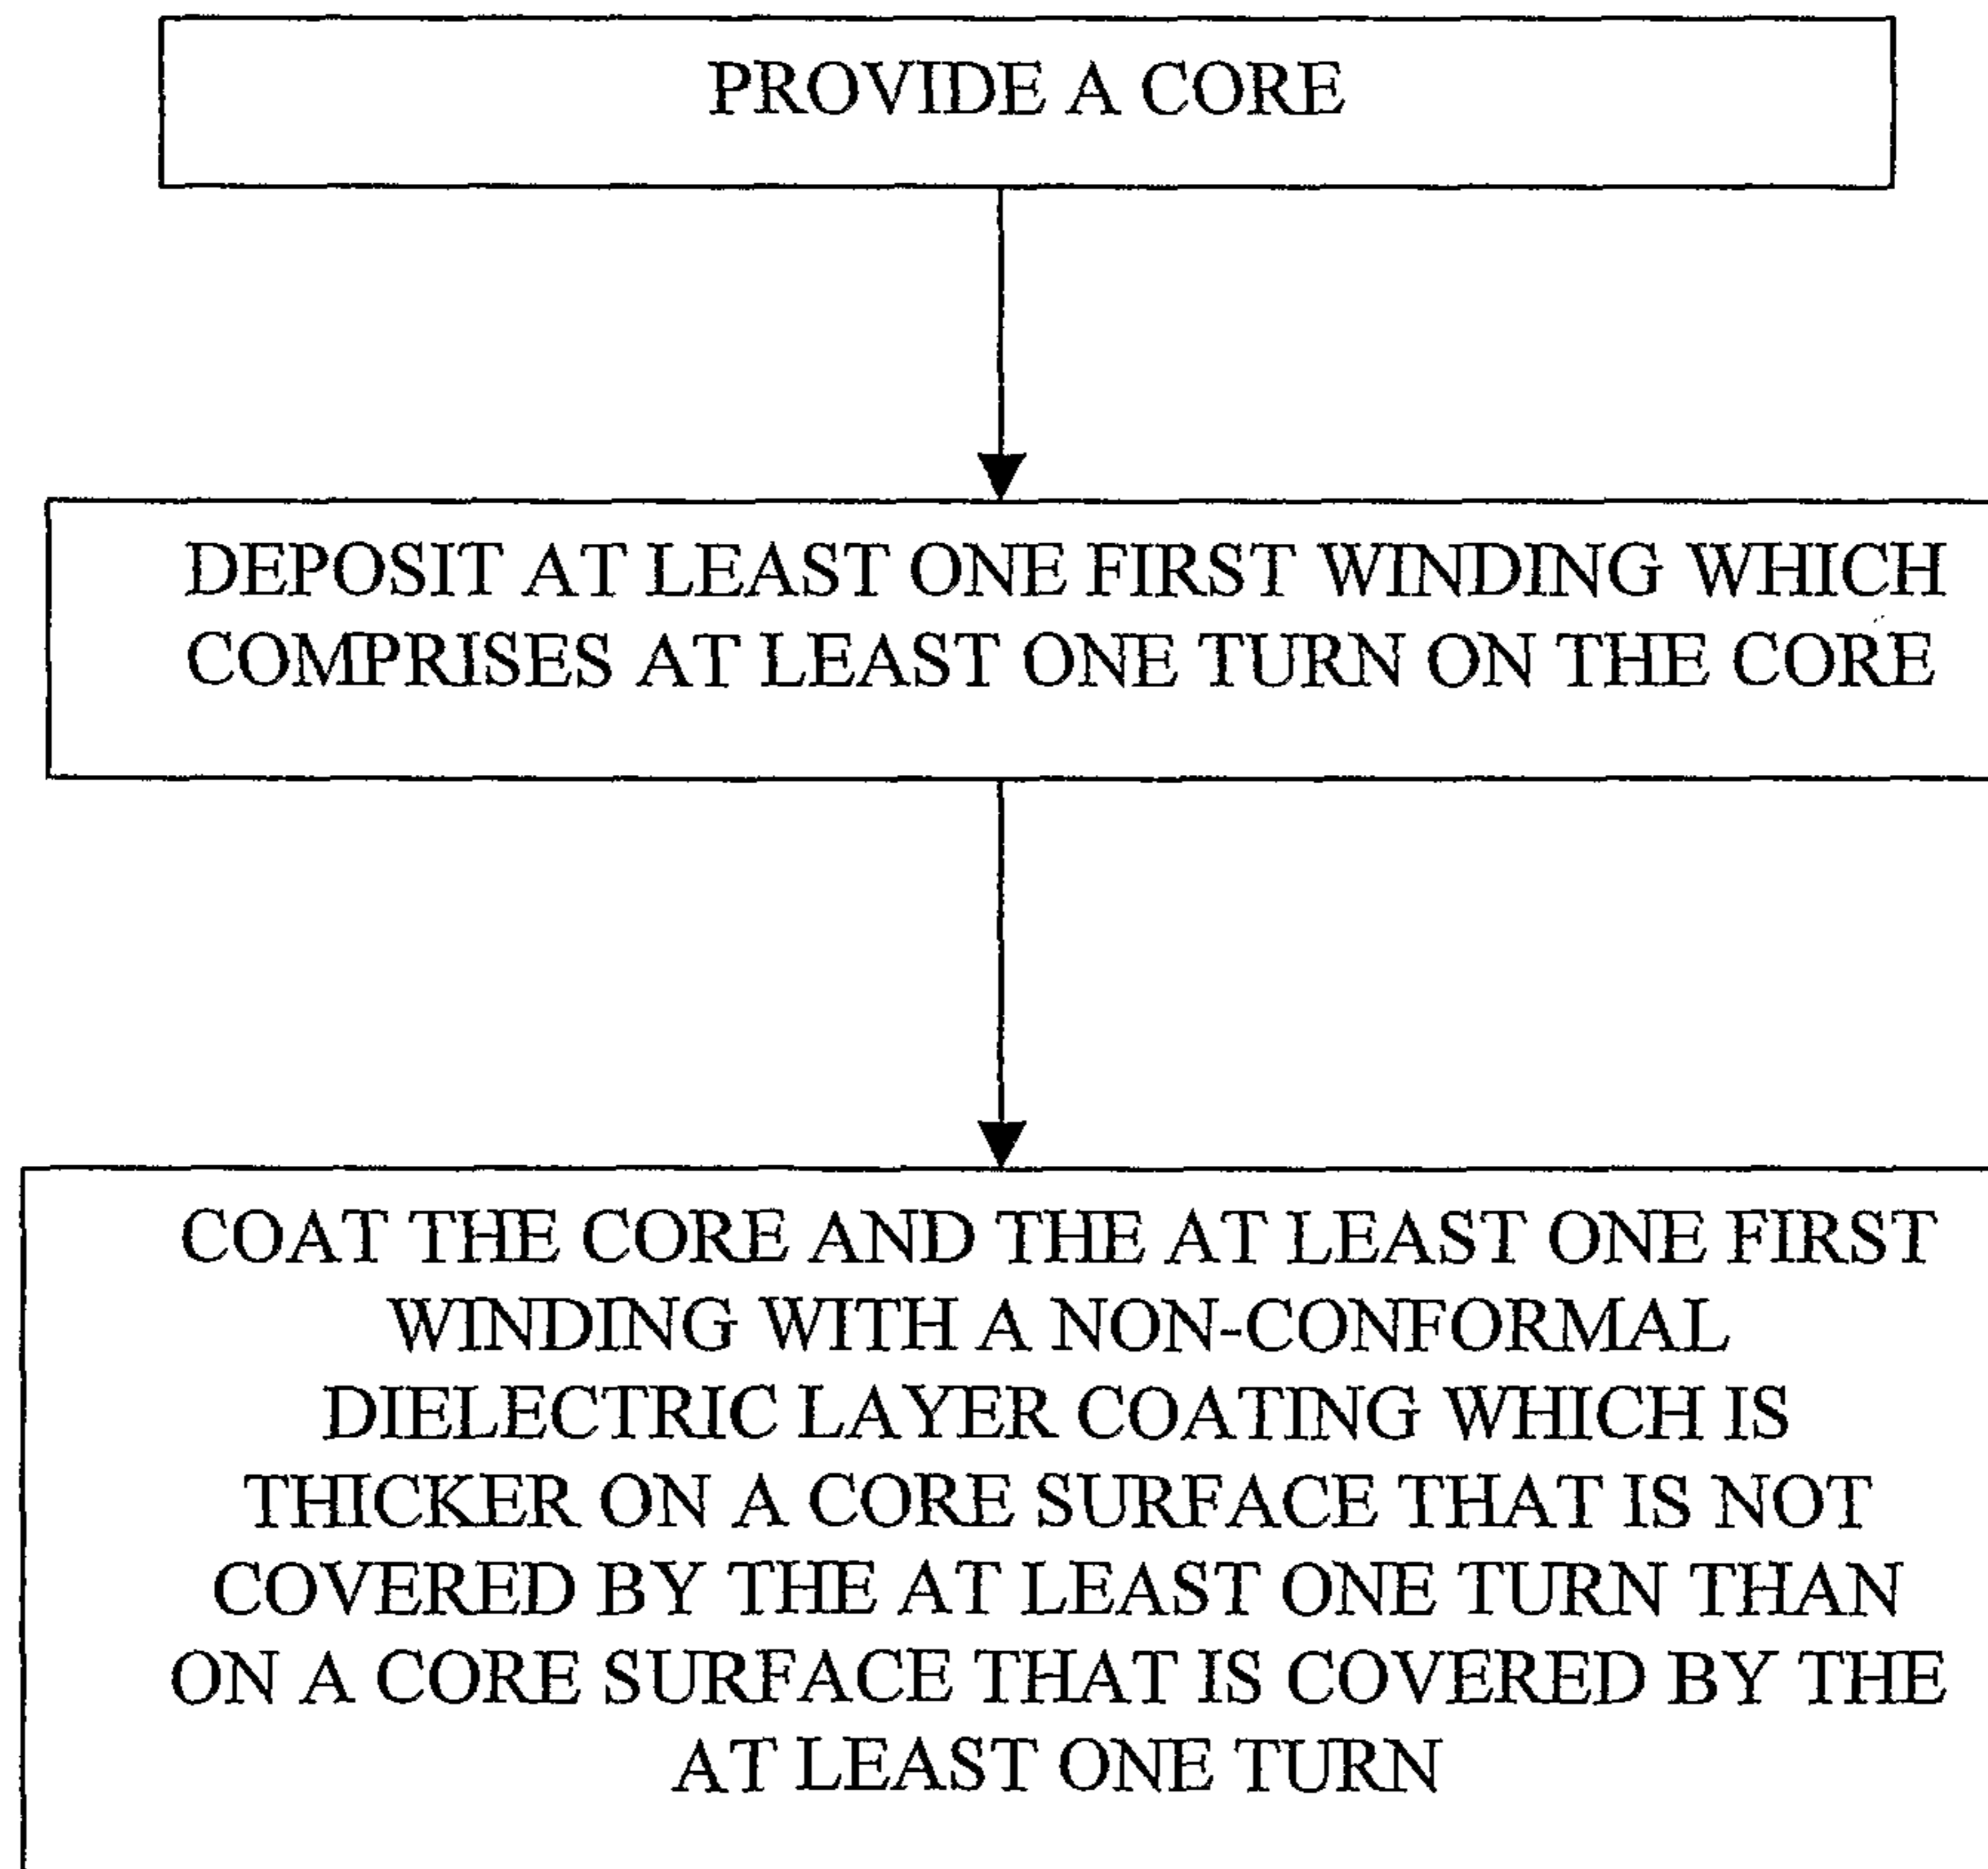 PROVIDE A CORE
DEPOSIT AT LEAST ONE FIRST WINDING WHICH
COMPRISES AT LEAST ONE TURN ON THE CORE
COAT THE CORE AND THE AT LEAST ONE FIRST
WINDING WITH A NON-CONFORMAL
DIELECTRIC LAYER COATING WHICH IS
THICKER ON A CORE SURFACE THAT IS NOT
COVERED BY THE AT LEAST ONE TURN THAN
ON A CORE SURFACE THAT IS COVERED BY THE
AT LEAST ONE TURN